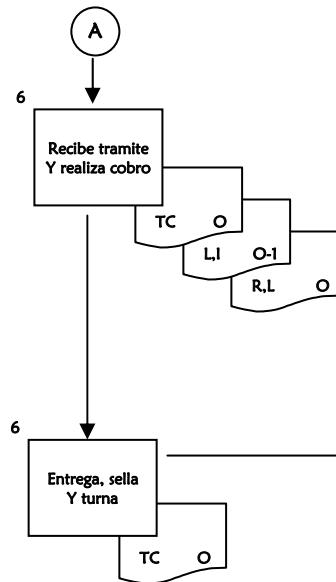 A
6
Recibe tramite
Y realiza cobro
TC O
L,I O-1
R,L O
6
Entrega, sella
Y turna
TC O